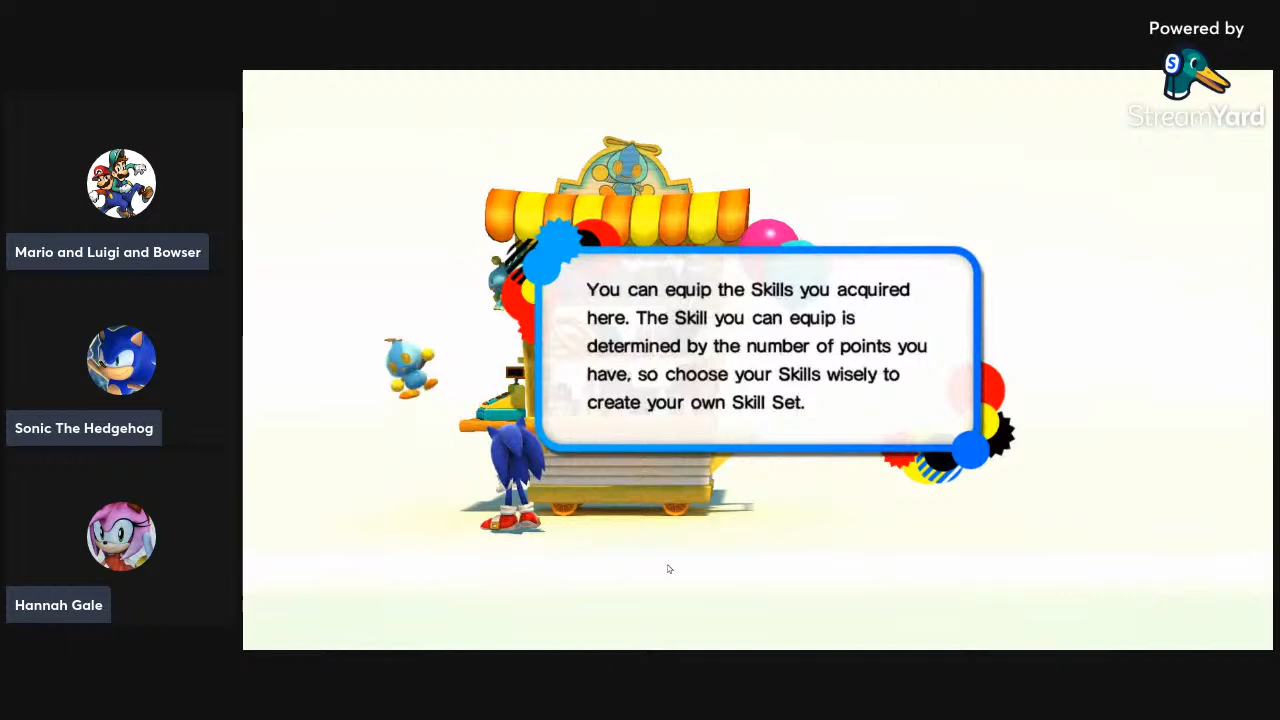 Powered by
StreamYard
Mario and Luigi and Bowser
Sonic The Hedgehog
Hannah Gale
You can equip the Skills you acquired
here. The Skill you can equip is
determined by the number of points you
have, so choose your Skills wisely to
create your own Skill Set.